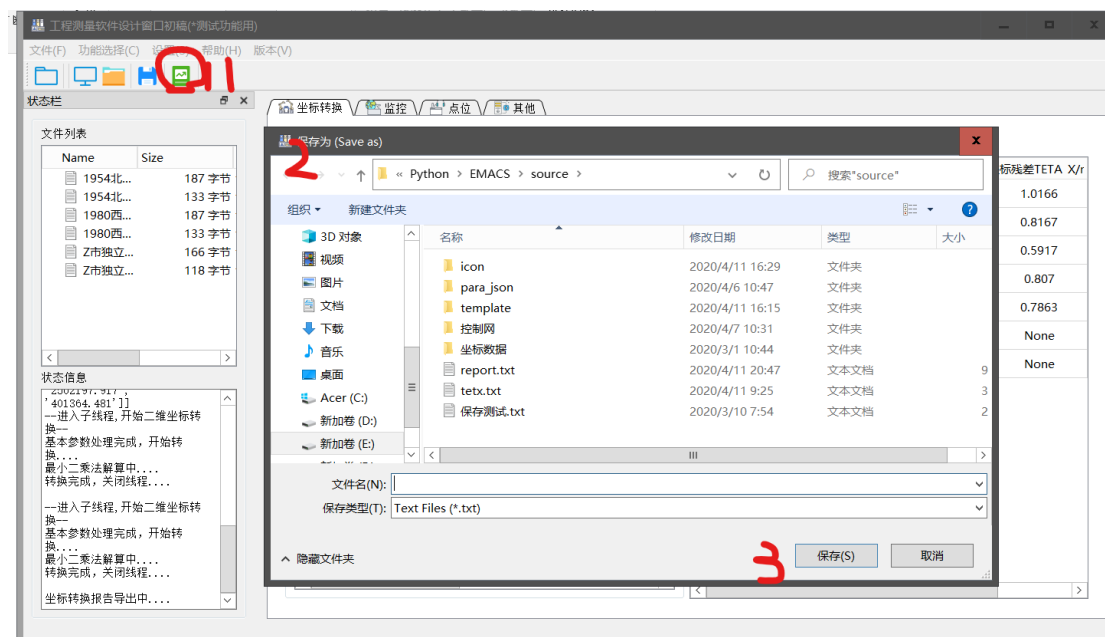 工程测量软件设计窗口初稿(*测试功能用)
文件(F) 功能选择(C) 设置 帮助(H) 版本(V)
1
状态栏
坐标转换 监控 点位 其他
文件列表
Name Size
1954北... 187 字节
1954北... 133 字节
1980西... 187 字节
1980西... 133 字节
Z市独立... 166 字节
Z市独立... 118 字节
状态信息
'401364.481']]
--进入子线程,开始二维坐标转
换--
基本参数处理完成，开始转
换....
最小二乘法解算中....
转换完成，关闭线程....
--进入子线程,开始二维坐标转
换--
基本参数处理完成，开始转
换....
最小二乘法解算中....
转换完成，关闭线程....
坐标转换报告导出中....
保存为 (Save as)
2
« Python › EMACS › source ›
搜索"source"
组织 新建文件夹
3D 对象
视频
图片
文档
下载
音乐
桌面
Acer (C:)
新加卷 (D:)
新加卷 (E:)
名称 修改日期 类型 大小
icon 2020/4/11 16:29 文件夹
para_json 2020/4/6 10:47 文件夹
template 2020/4/11 16:15 文件夹
控制网 2020/4/7 10:31 文件夹
坐标数据 2020/3/1 10:44 文件夹
report.txt 2020/4/11 20:47 文本文档 9
tetx.txt 2020/4/11 9:25 文本文档 3
保存测试.txt 2020/3/10 7:54 文本文档 2
文件名(N):
保存类型(T): Text Files (*.txt)
隐藏文件夹
3
保存(S) 取消
标残差TETA X/r
1.0166
0.8167
0.5917
0.807
0.7863
None
None